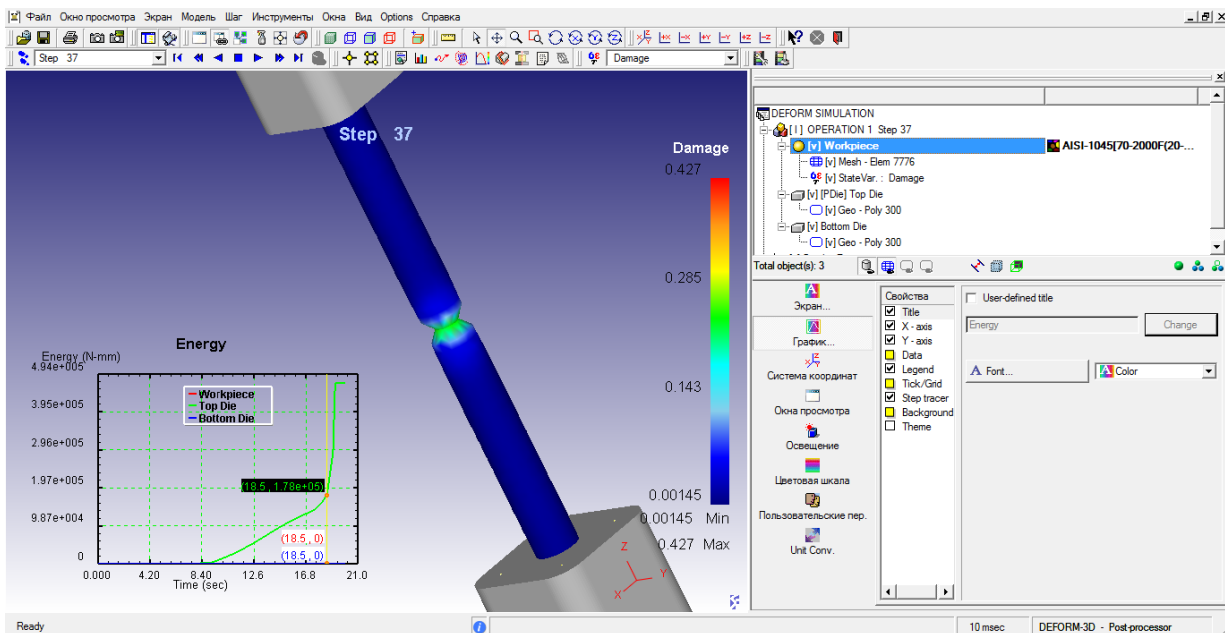 Файл Окно просмотра Экран Модель Шаг Инструменты Окна Вид Options Справка
Step 37
Damage
Step 37
Damage
0.427
0.285
0.143
0.00145
0.00145 Min
0.427 Max
Energy
Energy (N-mm)
4.94e+005
3.95e+005
2.96e+005
1.97e+005
9.87e+004
0
Workpiece
Top Die
Bottom Die
(18.5, 1.78e+05)
(18.5, 0)
(18.5, 0)
0.000 4.20 8.40 12.6 16.8 21.0
Time (sec)
Z
Y
X
DEFORM SIMULATION
[I] OPERATION 1 Step 37
[v] Workpiece AISI-1045[70-2000F(20-...
[v] Mesh - Elem 7776
[v] StateVar. : Damage
[v] [PDie] Top Die
[v] Geo - Poly 300
[v] Bottom Die
[v] Geo - Poly 300
Total object(s): 3
Экран...
График...
Система координат
Окна просмотра
Освещение
Цветовая шкала
Пользовательские пер.
Unit Conv.
Свойства
Title
X - axis
Y - axis
Data
Legend
Tick/Grid
Step tracer
Background
Theme
User-defined title
Energy
Change
A Font...
A Color
Ready
10 msec
DEFORM-3D - Post-processor